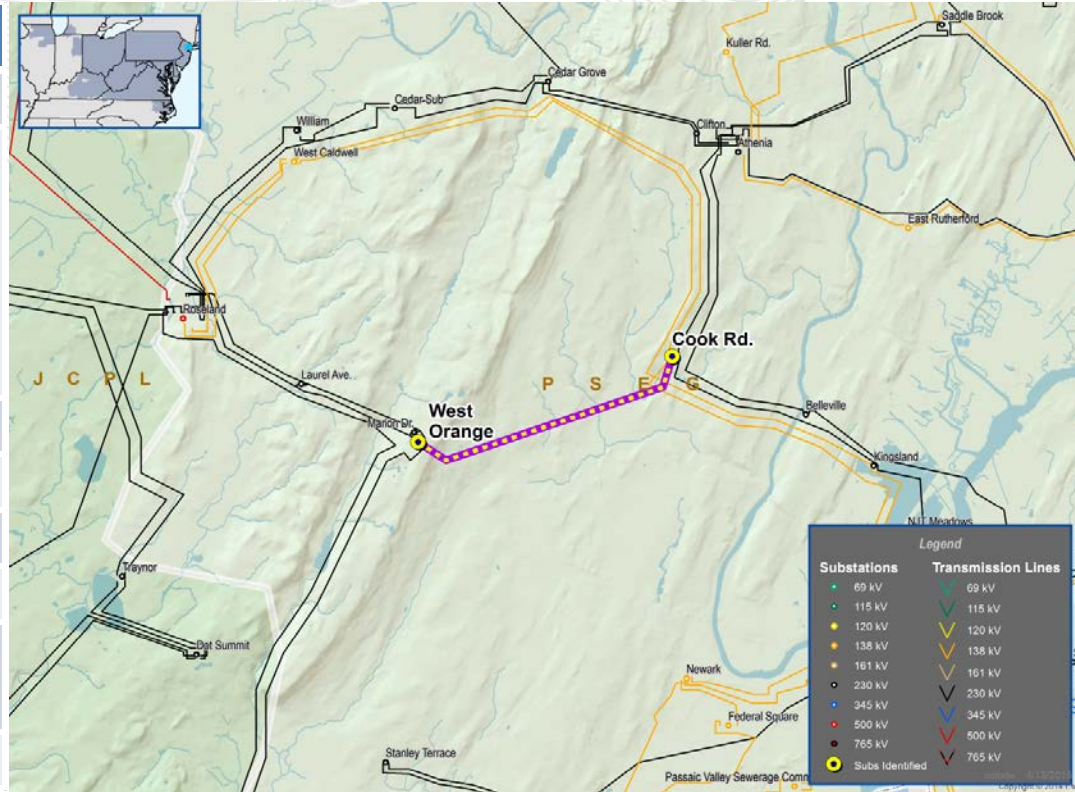 Saddle Brook
Kuller Rd.
Cedar Grove
Cedar Sub
William
Clifton
Athenia
West Caldwell
East Rutherford
Roseland
Cook Rd.
J C P L
P S E G
Laurel Ave.
West
Orange
Marion Dr.
Belleville
Kingsland
NJT Meadows
Traynor
Dat Summit
Newark
Federal Square
Stanley Terrace
Passaic Valley Sewerage Com
Legend
Substations
69 kV
115 kV
120 kV
138 kV
161 kV
230 kV
345 kV
500 kV
765 kV
Subs Identified
Transmission Lines
69 kV
115 kV
120 kV
138 kV
161 kV
230 kV
345 kV
500 kV
765 kV